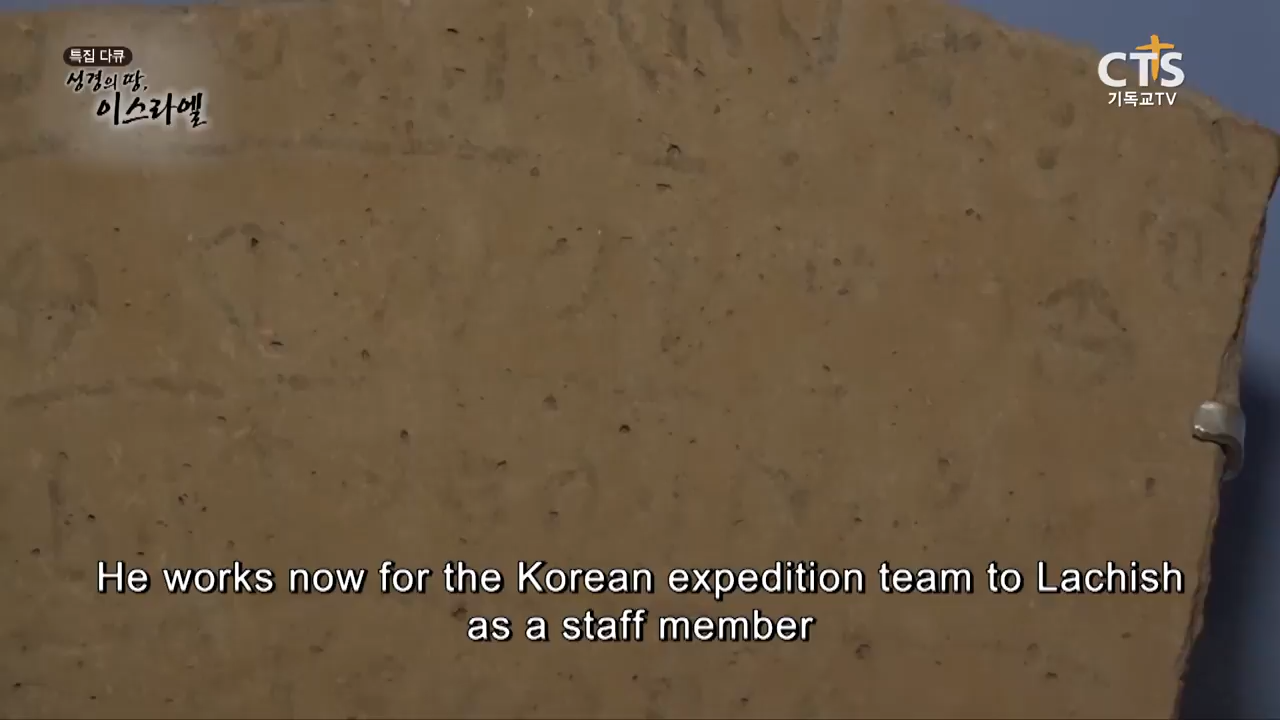 특집 다큐
성경의 땅,
이스라엘
CTS
기독교TV
He works now for the Korean expedition team to Lachish
as a staff member